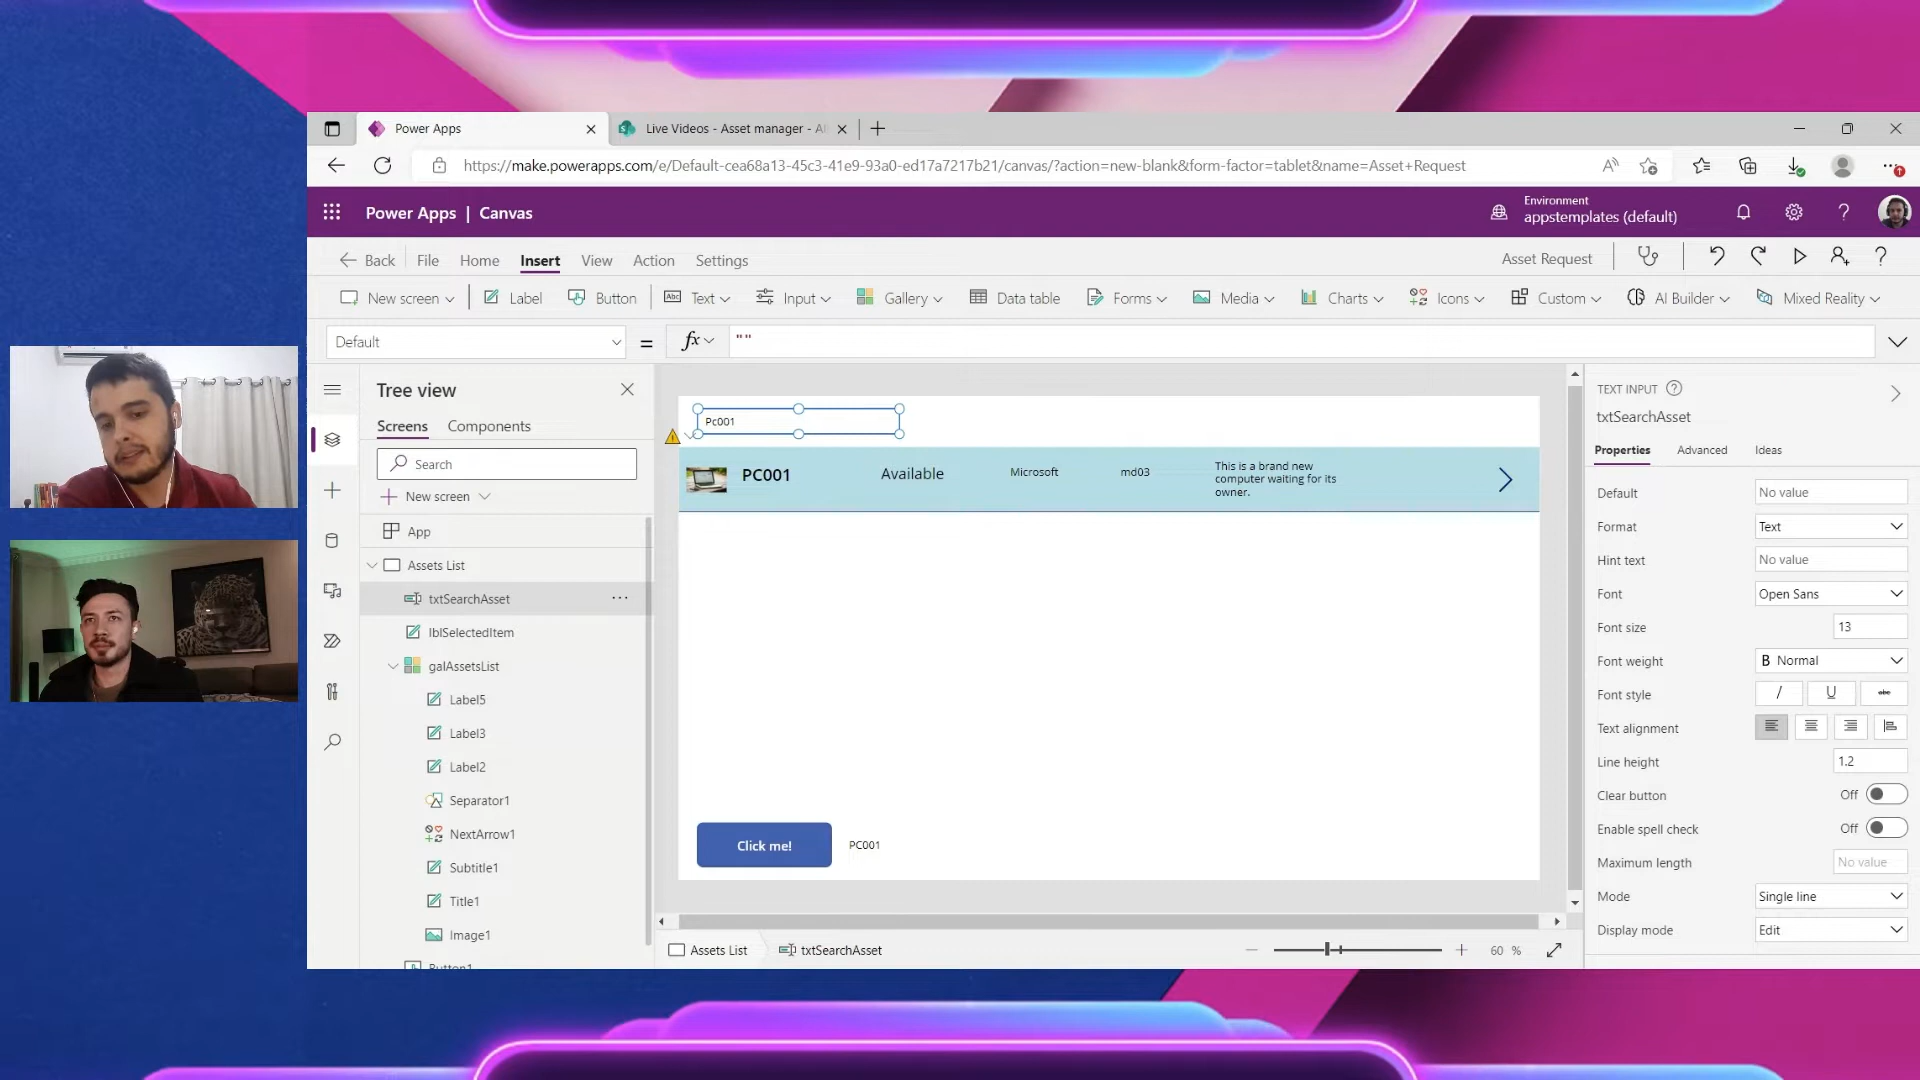 Power Apps
Live Videos - Asset manager - Al
https://make.powerapps.com/e/Default-cea68a13-45c3-41e9-93a0-ed17a7217b21/canvas/?action=new-blank&form-factor=tablet&name=Asset+Request
Power Apps | Canvas
Environment
appstemplates (default)
Back File Home Insert View Action Settings
Asset Request
New screen Label Button Text Input Gallery Data table Forms Media Charts Icons Custom AI Builder Mixed Reality
Default = fx ""
Tree view
Screens Components
Search
New screen
App
Assets List
txtSearchAsset
lblSelectedItem
galAssetsList
Label5
Label3
Label2
Separator1
NextArrow1
Subtitle1
Title1
Image1
Button1
Pc001
PC001 Available Microsoft md03
This is a brand new
computer waiting for its
owner.
Click me! PC001
Assets List txtSearchAsset
60 %
TEXT INPUT
txtSearchAsset
Properties Advanced Ideas
Default No value
Format Text
Hint text No value
Font Open Sans
Font size 13
Font weight B Normal
Font style / U abc
Text alignment
Line height 1.2
Clear button Off
Enable spell check Off
Maximum length No value
Mode Single line
Display mode Edit